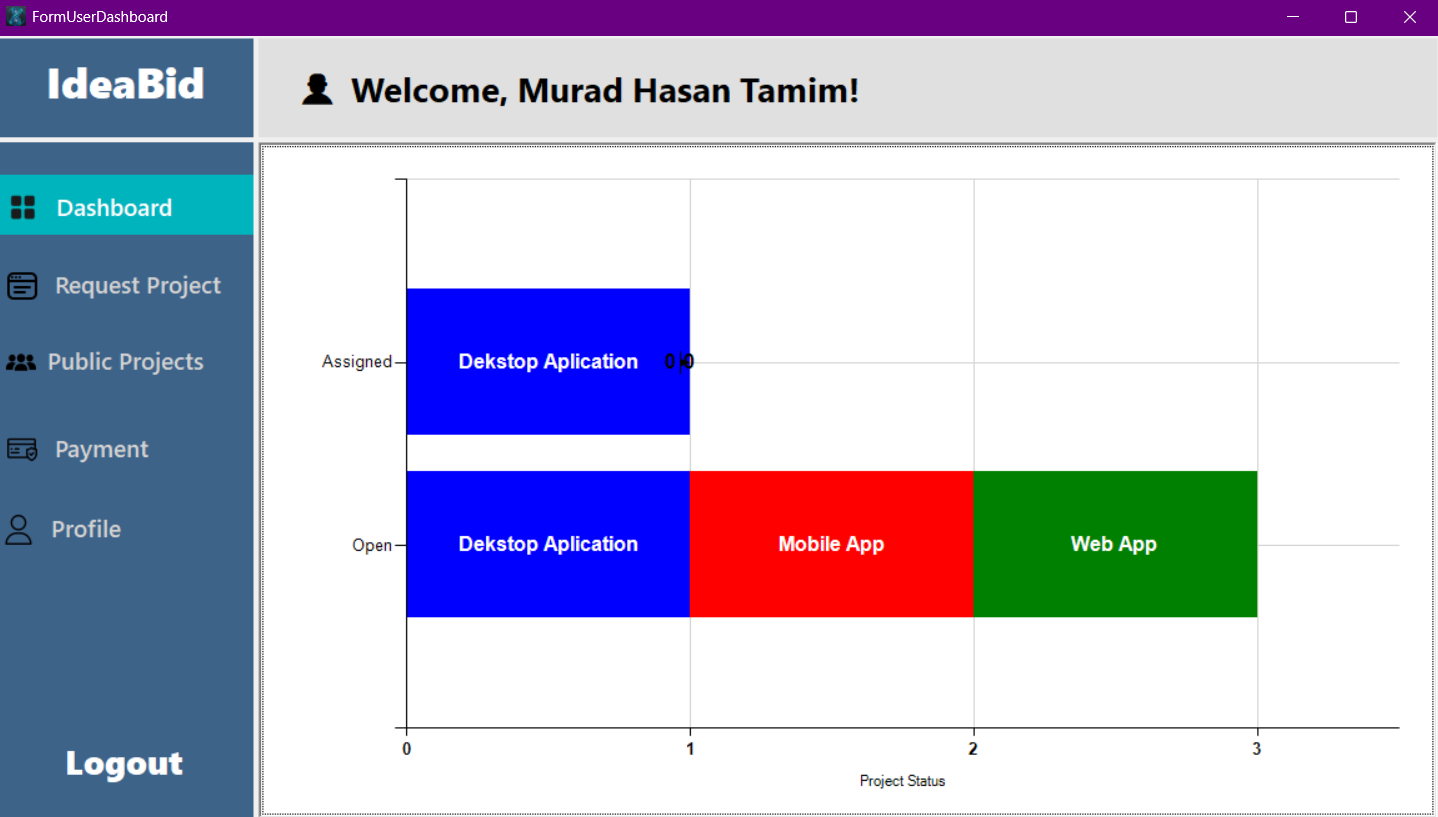 FormUserDashboard
IdeaBid
Welcome, Murad Hasan Tamim!
Dashboard
Request Project
Public Projects
Payment
Profile
Logout
Assigned
Dekstop Aplication
0
0
Open
Dekstop Aplication
Mobile App
Web App
0
1
2
3
Project Status